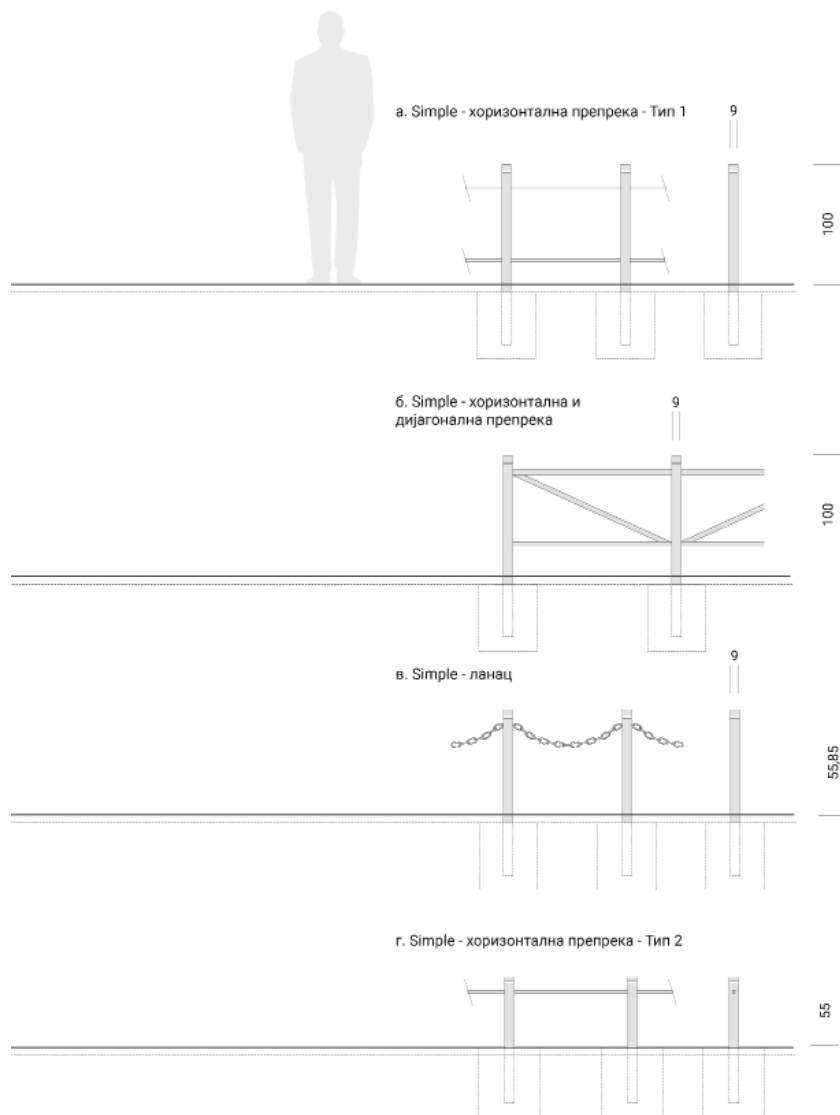 а. Simple - хоризонтална препрека - Тип 1
9
100
б. Simple - хоризонтална и
дијагонална препрека
9
100
в. Simple - ланац
9
55,85
г. Simple - хоризонтална препрека - Тип 2
55